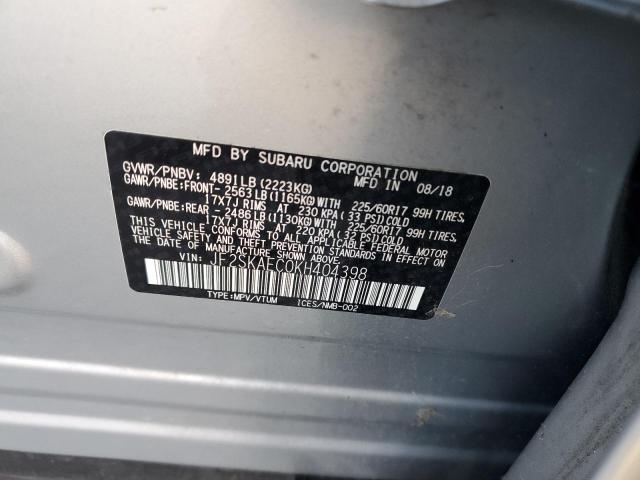 MFD BY SUBARU CORPORATION
GVWR/PNBV: 4891LB(2223KG) MFD. IN 08/18
GAWR/PNBE:FRONT- 2563LB(1165KG)WITH 225/60R17 99H TIRES,
17X7J RIMS AT 230 KPA(33 PSI)COLD
GAWR/PNBE:REAR - 2486LB(1130KG)WITH 225/60R17 99H TIRES,
17X7J RIMS AT 220 KPA(32 PSI)COLD
THIS VEHICLE CONFORMS TO ALL APPLICABLE FEDERAL MOTOR
VEHICLE SAFETY AND THEFT PREVENTION STANDARDS IN EFFECT ON
THE DATE OF MANUFACTURE SHOWN ABOVE.
VIN: JF2SKAEC0KH404398
TYPE:MPV/VTUM ICES/NMB-002